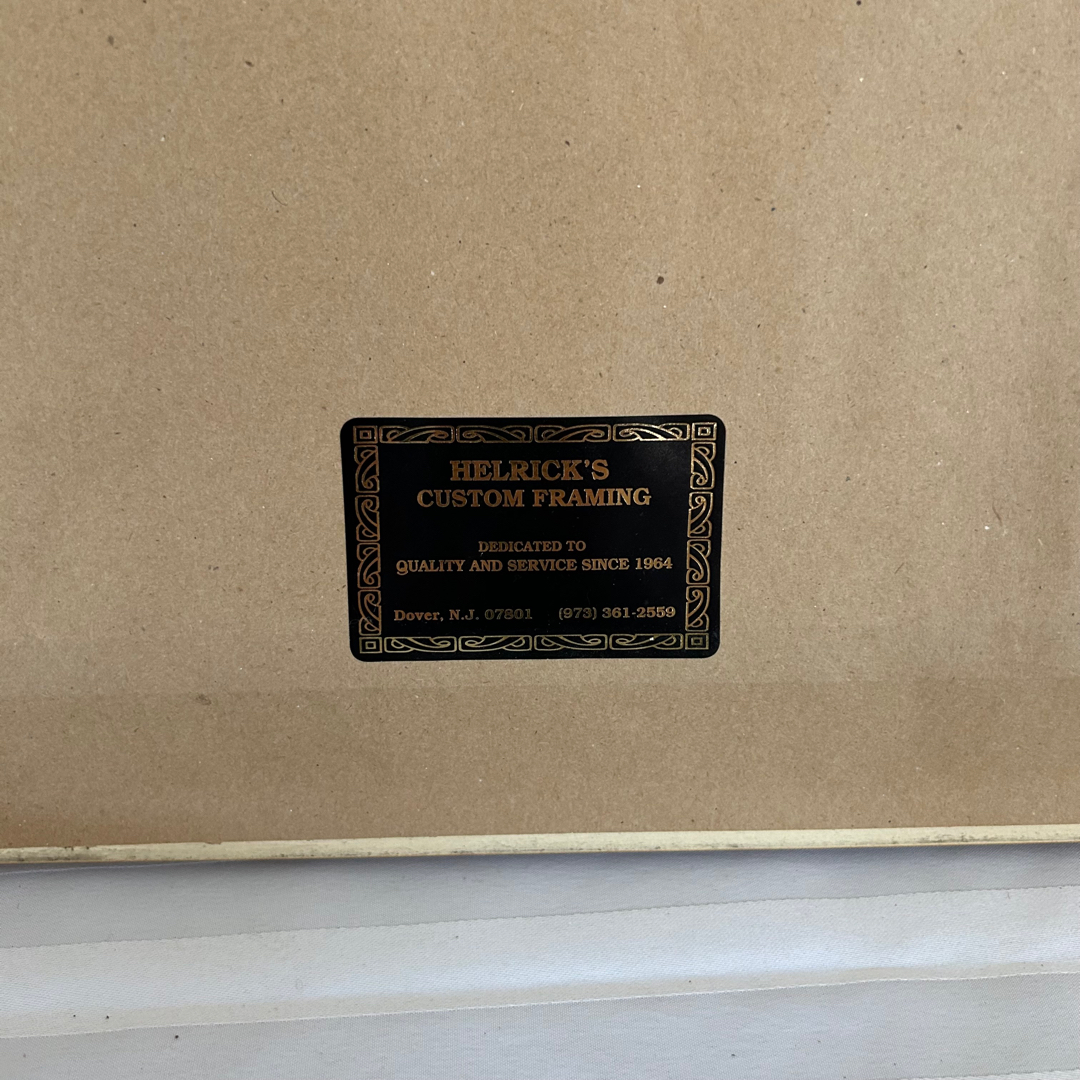 HELRICK'S
CUSTOM FRAMING
DEDICATED TO
QUALITY AND SERVICE SINCE 1964
Dover, N.J. 07801 (973) 361-2559